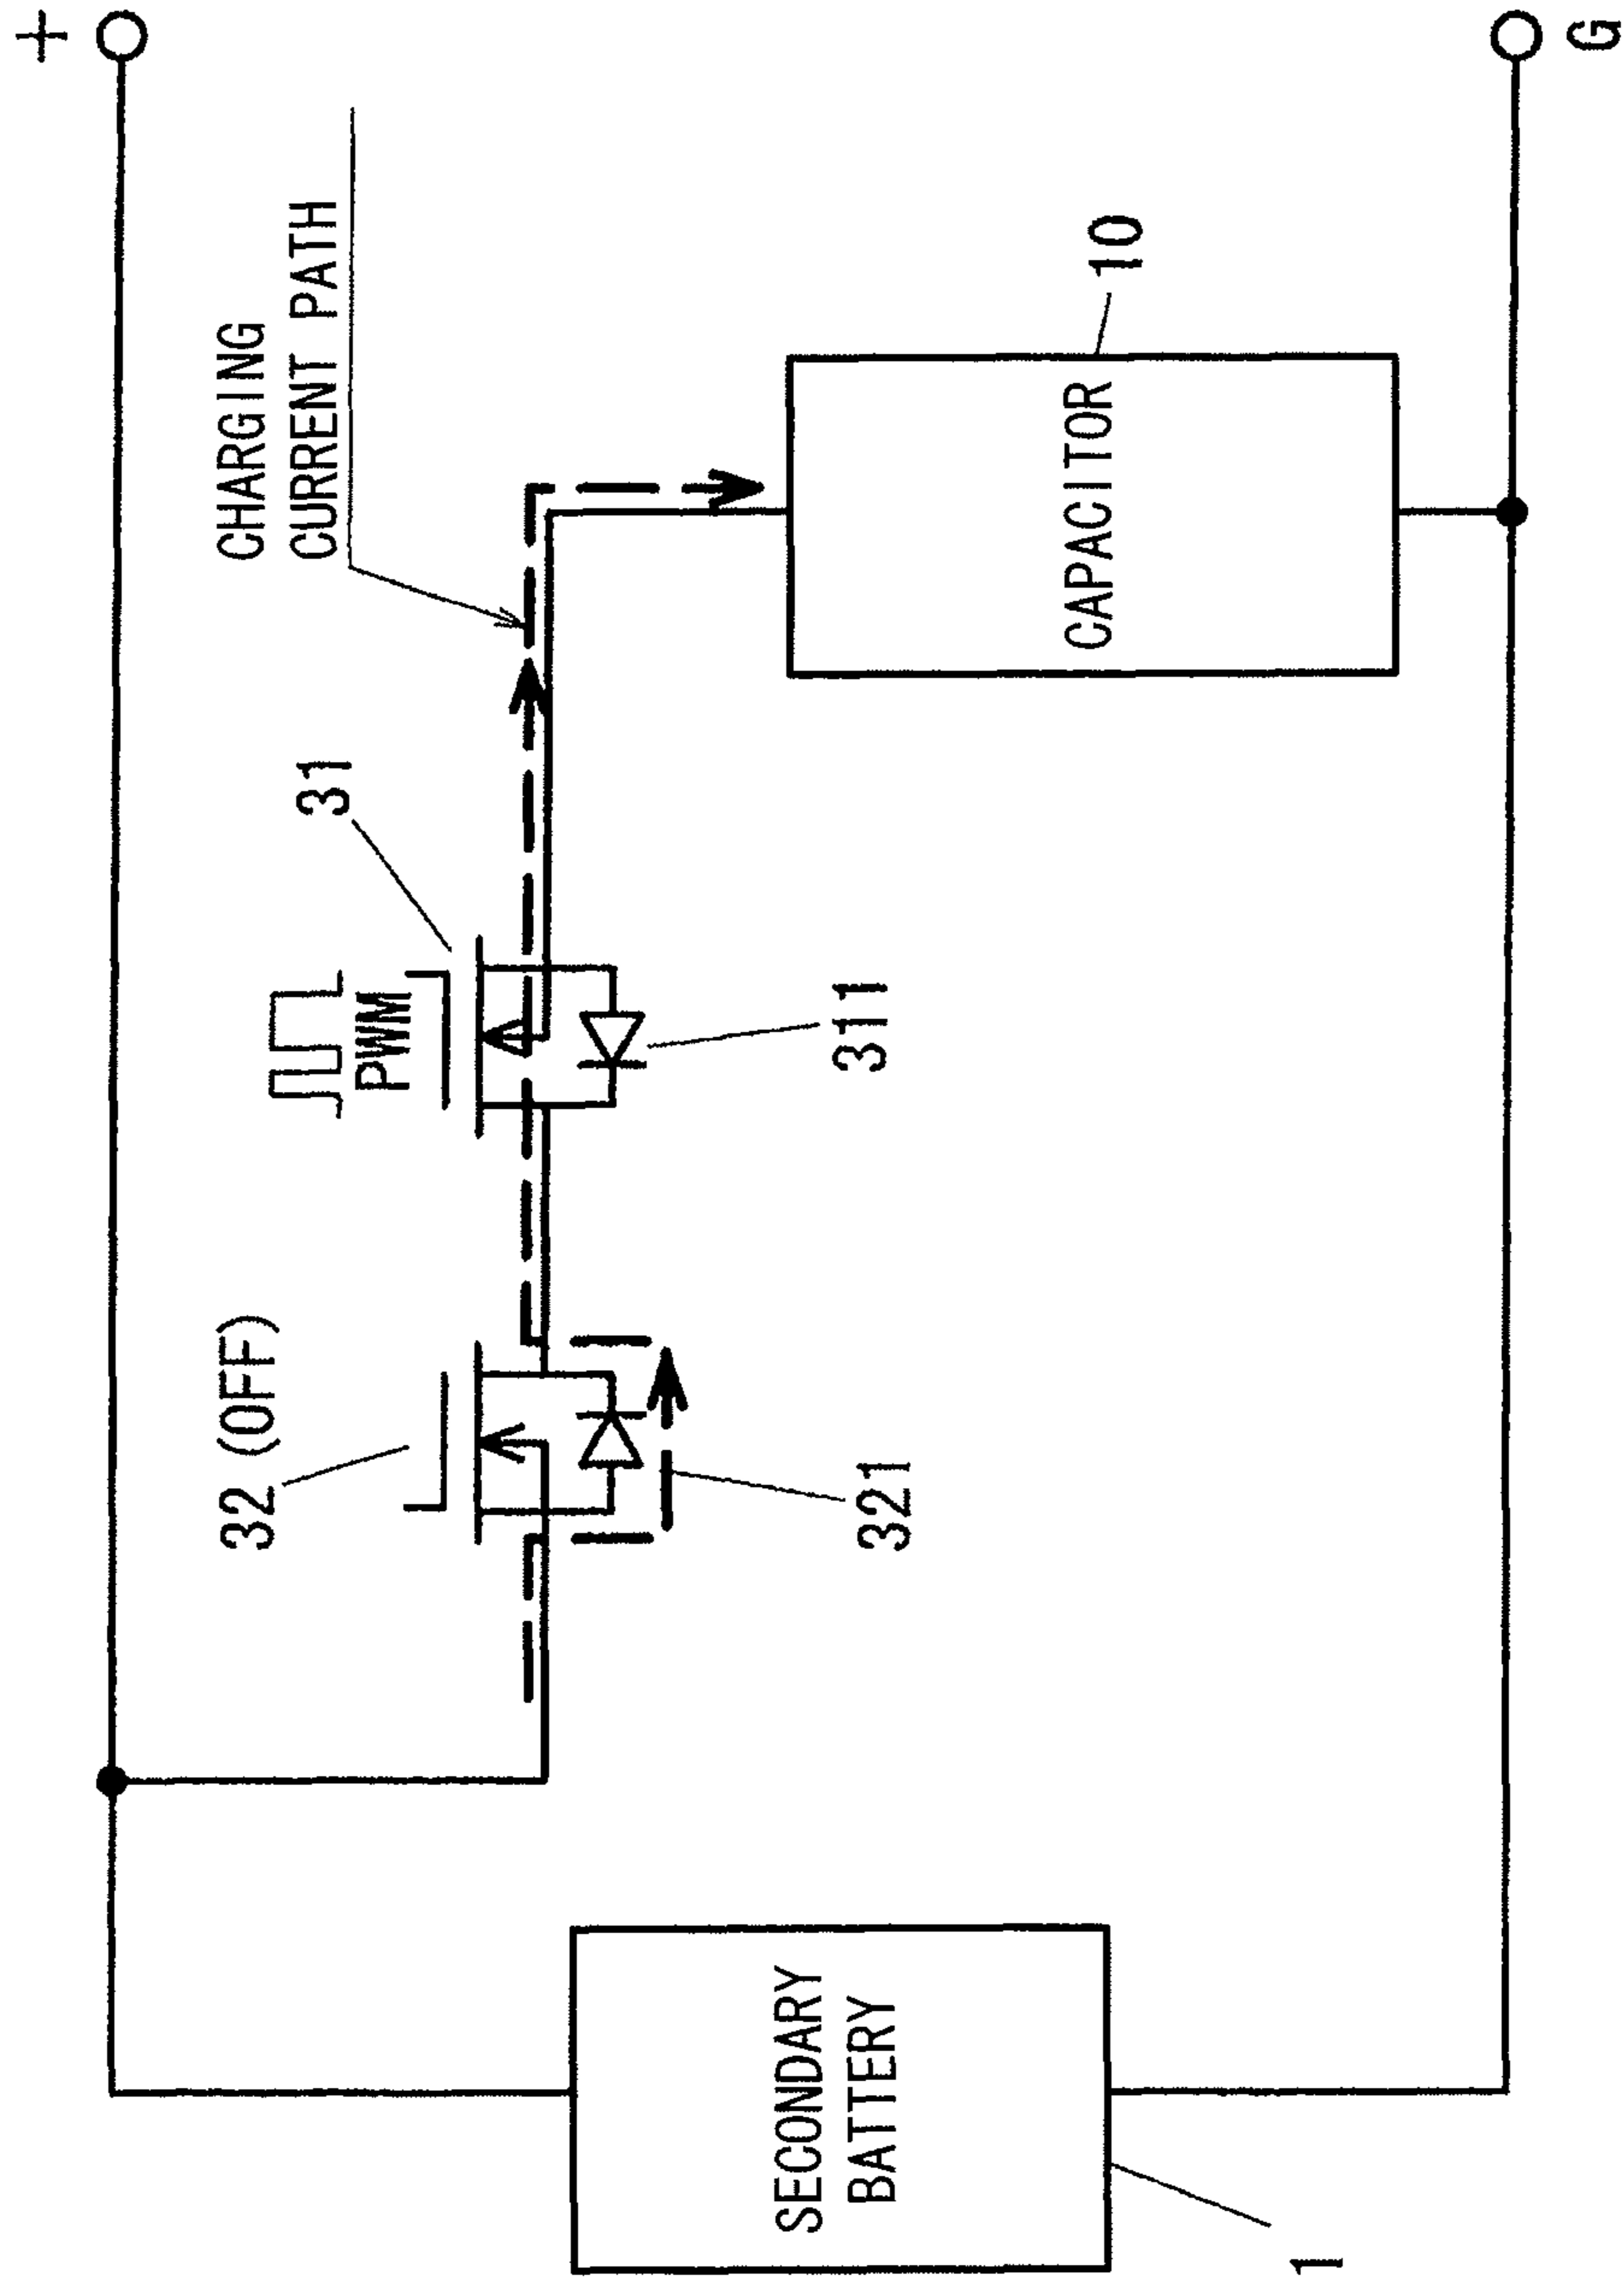 +
CHARGING
CURRENT PATH
31
PWM
32 (OFF)
311
321
CAPACITOR
10
SECONDARY
BATTERY
1
G